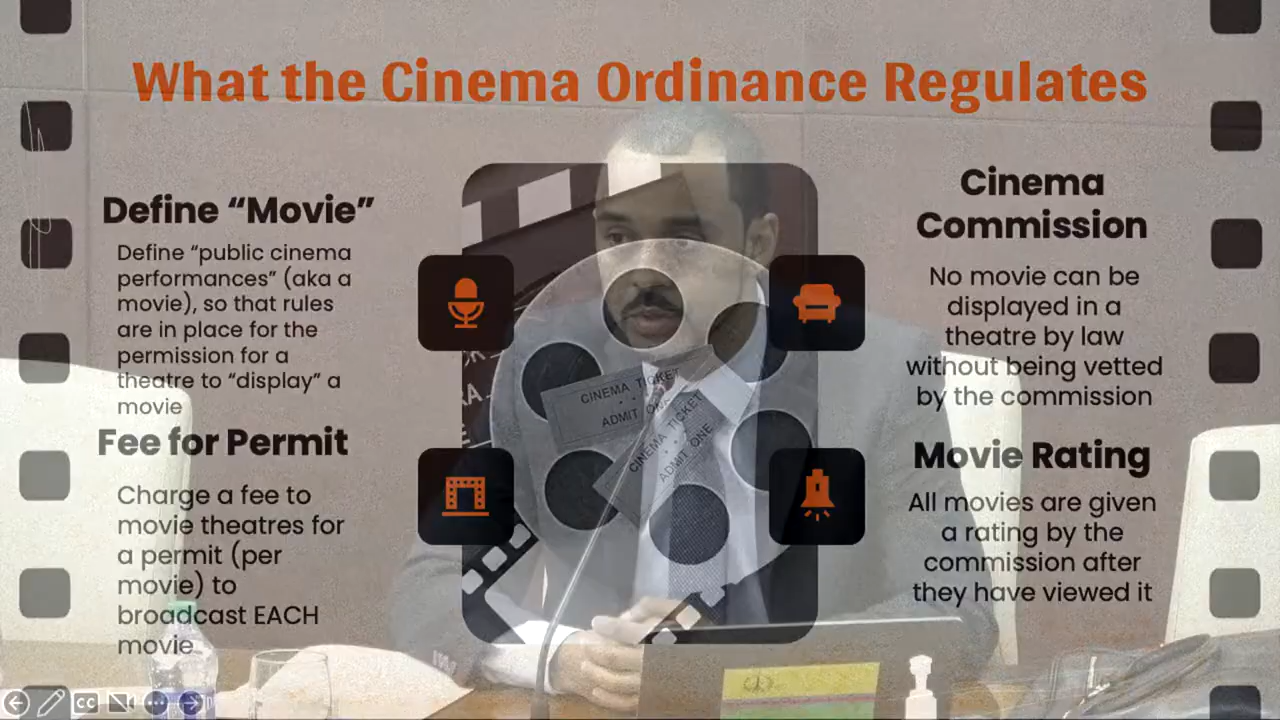 What the Cinema Ordinance Regulates
Define “Movie”
Define “public cinema
performances” (aka a
movie), so that rules
are in place for the
permission for a
theatre to “display” a
movie
Fee for Permit
Charge a fee to
movie theatres for
a permit (per
movie) to
broadcast EACH
movie
CINEMA TICKET
ADMIT ONE
CINEMA TICKET
ADMIT ONE
Cinema
Commission
No movie can be
displayed in a
theatre by law
without being vetted
by the commission
Movie Rating
All movies are given
a rating by the
commission after
they have viewed it
CC